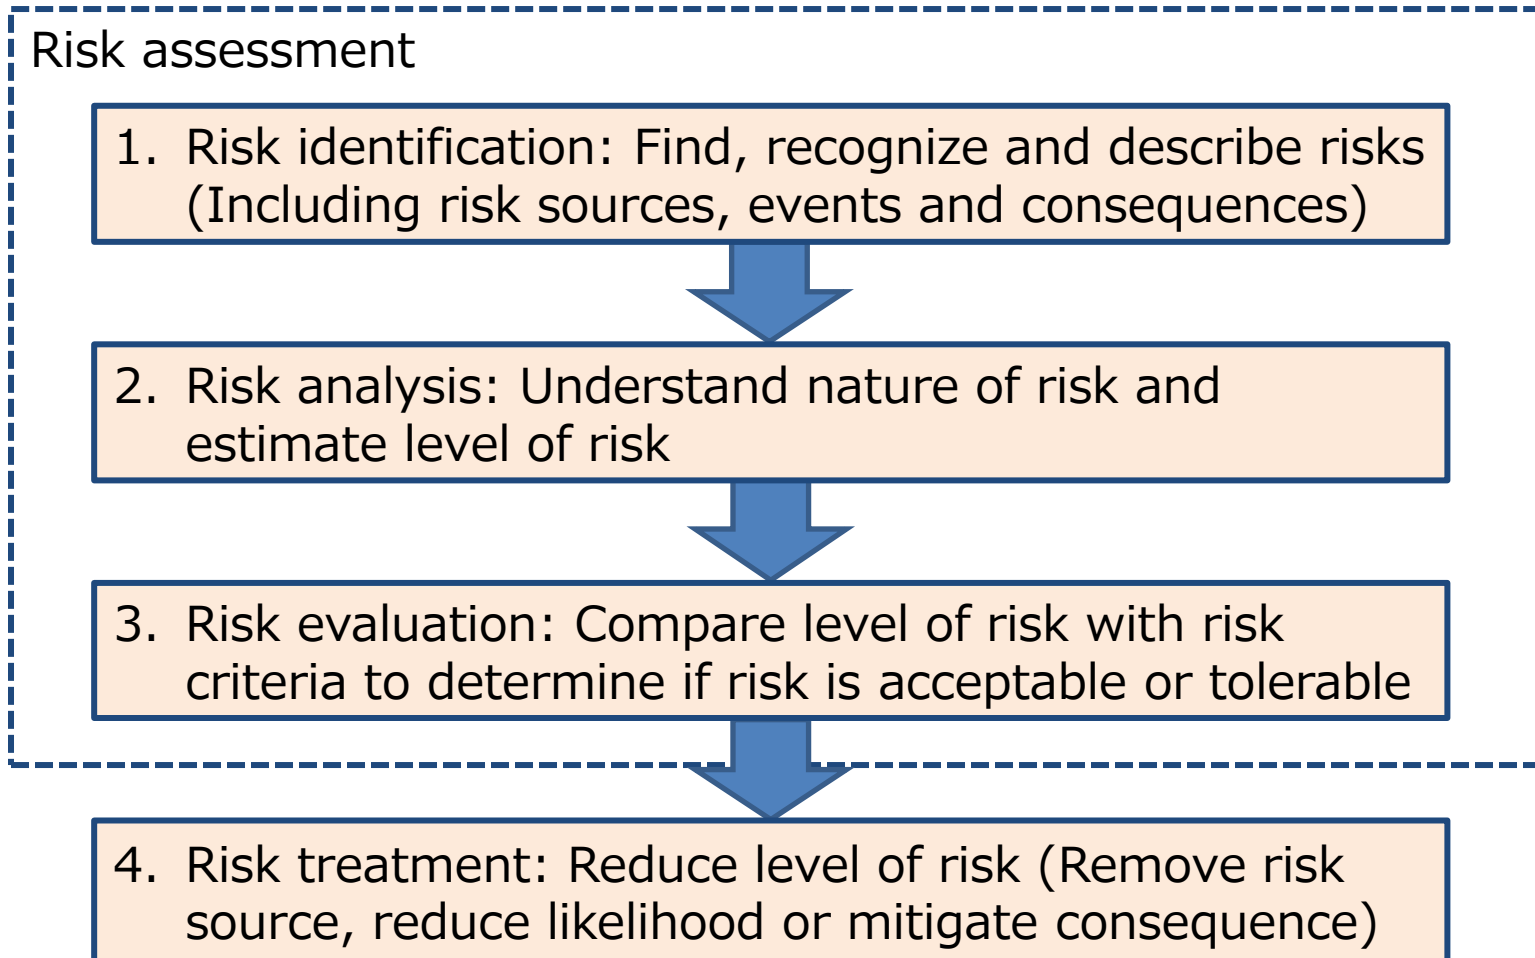 Risk assessment
1. Risk identification: Find, recognize and describe risks
(Including risk sources, events and consequences)
2. Risk analysis: Understand nature of risk and
estimate level of risk
3. Risk evaluation: Compare level of risk with risk
criteria to determine if risk is acceptable or tolerable
4. Risk treatment: Reduce level of risk (Remove risk
source, reduce likelihood or mitigate consequence)